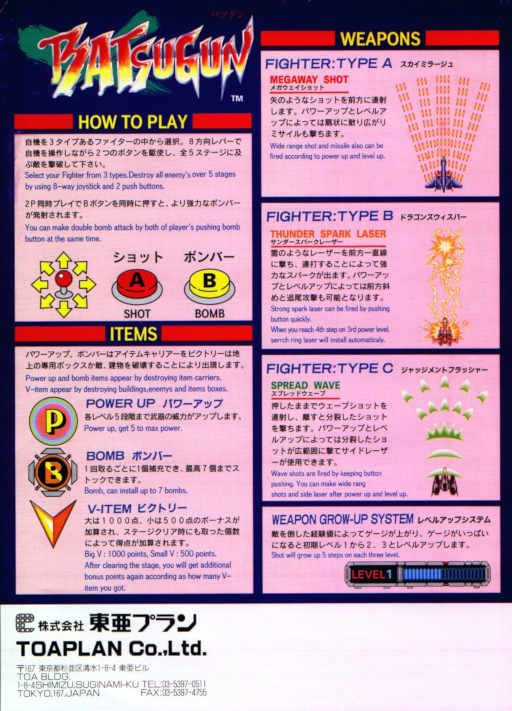 バツグン
BATSUGUN
TM
HOW TO PLAY
自機を3タイプあるファイターの中から選択。8方向レバーで
自機を操作しながら2つのボタンを駆使し、全5ステージに及
ぶ敵を撃破して下さい。
Select your Fighter from 3 types.Destroy all enemy's over 5 stages
by using 8-way joystick and 2 push buttons.
2P同時プレイでBボタンを同時に押すと、より強力なボンバー
が発射されます。
You can make double bomb attack by both of player's pushing bomb
button at the same time.
ショット ボンバー
A B
SHOT BOMB
ITEMS
パワーアップ、ボンバーはアイテムキャリアーをビクトリーは地
上の専用ボックスか敵、建物を破壊することにより出現します。
Power up and bomb items appear by destroying item carriers.
V-item appear by destroying buildings,enemys and items boxes.
P
POWER UP パワーアップ
各レベル5段階まで武器の威力がアップします。
Power up, get 5 to max power.
B
BOMB ボンバー
1回取るごとに1個補充でき、最高7個までス
トックできます。
Bomb, can install up to 7 bombs.
V-ITEM ビクトリー
大は1000点、小は500点のボーナスが
加算され、ステージクリア時にも取った個数
によって得点が加算されます。
Big V : 1000 points, Small V : 500 points.
After clearing the stage, you will get additional
bonus points again according as how many V-
item you got.
WEAPONS
FIGHTER:TYPE A スカイミラージュ
MEGAWAY SHOT
メガウェイショット
矢のようなショットを前方に連射
します。パワーアップとレベルア
ップによっては扇状に散り広がり
ミサイルも撃ちます。
Wide range shot and missile also can be
fired according to power up and level up.
FIGHTER:TYPE B ドラゴンズウィスパー
THUNDER SPARK LASER
サンダースパークレーザー
雷のようなレーザーを前方一直線
に撃ち、連打することによって強
力なスパークが出ます。パワーアッ
プとレベルアップによっては前方斜
めと追尾攻撃も可能となります。
Strong spark laser can be fired by pushing
button quickly.
When you reach 4th step on 3rd power level,
serrch ring laser will install automaticaly.
FIGHTER:TYPE C ジャッジメントフラッシャー
SPREAD WAVE
スプレッドウェーブ
押したままでウェーブショットを
連射し、離すと分裂したショット
を撃ちます。パワーアップとレベ
ルアップによっては分裂したショ
ットが広範囲に撃てサイドレーザ
ーが使用できます。
Wave shots are fired by keeping button
pushing. You can make wide rang
shots and side laser after power up and level up.
WEAPON GROW-UP SYSTEM レベルアップシステム
敵を倒した経験値によってゲージが上がり、ゲージがいっぱい
になると初期レベル1から2、3とレベルアップします。
Shot will grow up 5 steps on each three level.
LEVEL1
株式会社 東亜プラン
TOAPLAN Co.,Ltd.
〒167 東京都杉並区清水1-8-4 東亜ビル
TOA BLDG.
1-8-4SHIMIZU.SUGINAMI-KU TEL:03-5397-0511
TOKYO.167.JAPAN FAX:03-5397-4755